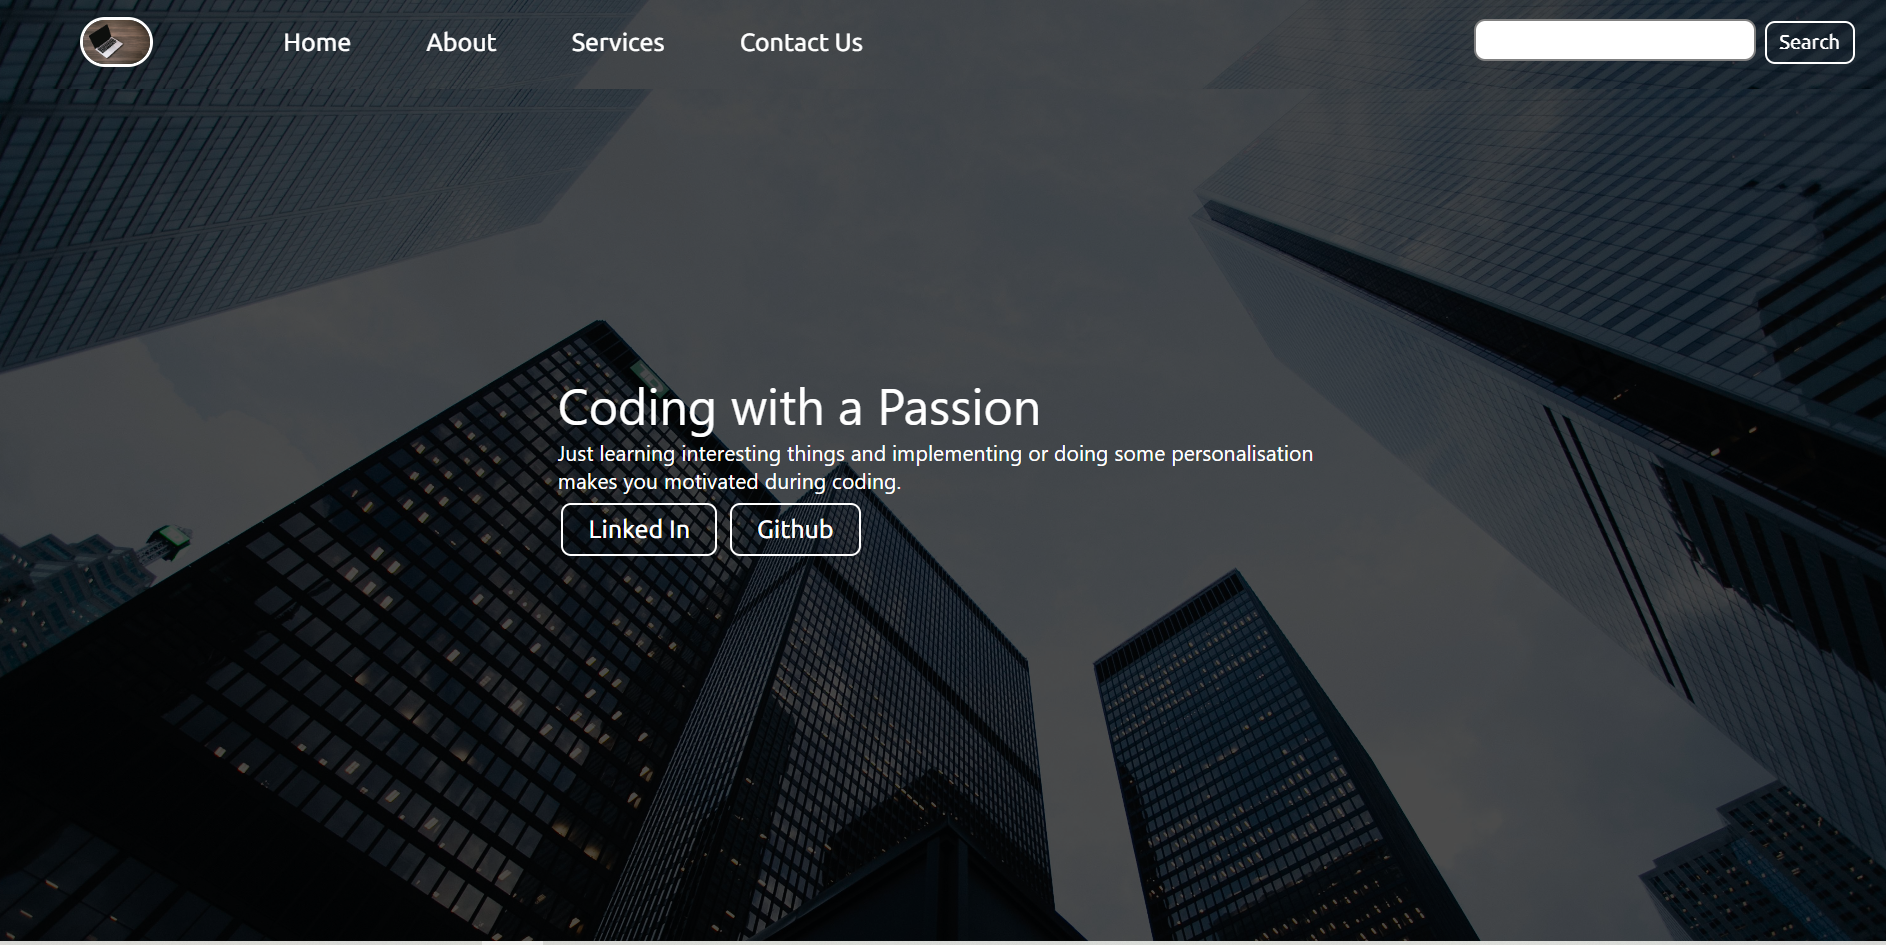 Home About Services Contact Us Search
Coding with a Passion
Just learning interesting things and implementing or doing some personalisation
makes you motivated during coding.
Linked In Github